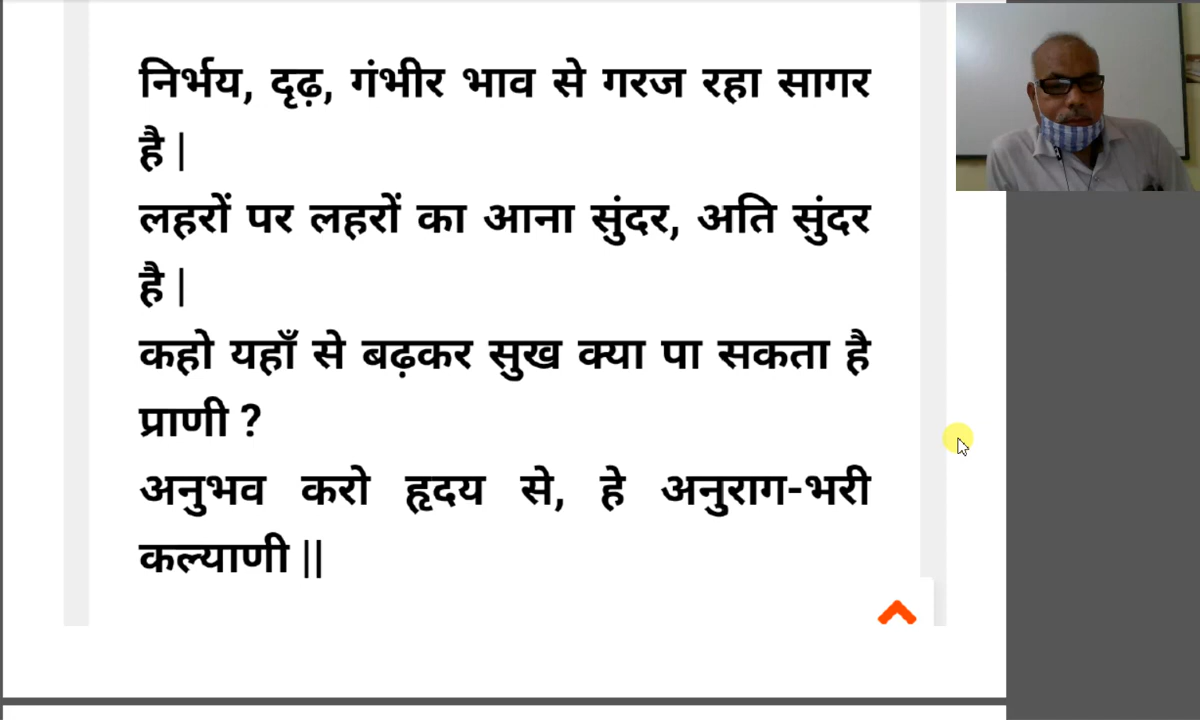 निर्भय, दृढ़, गंभीर भाव से गरज रहा सागर
है |
लहरों पर लहरों का आना सुंदर, अति सुंदर
है |
कहो यहाँ से बढ़कर सुख क्या पा सकता है
प्राणी ?
अनुभव करो हृदय से, हे अनुराग-भरी
कल्याणी ||